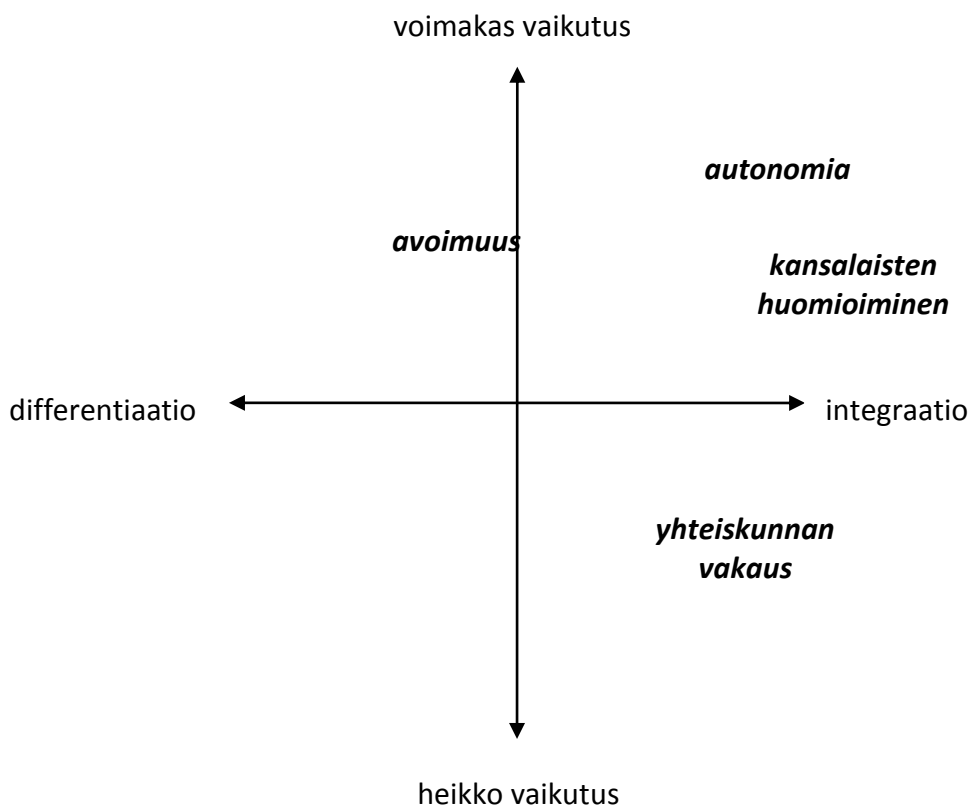 voimakas vaikutus
autonomia
avoimuus
kansalaisten
huomioiminen
differentiaatio
integraatio
yhteiskunnan
vakaus
heikko vaikutus